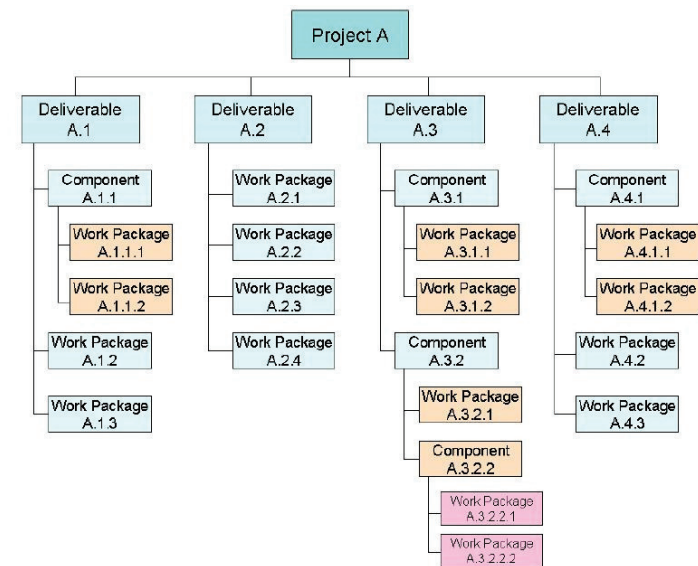 Project A
Deliverable
A.1
Deliverable
A.2
Deliverable
A.3
Deliverable
A.4
Component
A.1.1
Work Package
A.1.1.1
Work Package
A.1.1.2
Work Package
A.1.2
Work Package
A.1.3
Work Package
A.2.1
Work Package
A.2.2
Work Package
A.2.3
Work Package
A.2.4
Component
A.3.1
Work Package
A.3.1.1
Work Package
A.3.1.2
Component
A.3.2
Work Package
A.3.2.1
Component
A.3.2.2
Work Package
A.3.2.2.1
Work Package
A.3.2.2.2
Component
A.4.1
Work Package
A.4.1.1
Work Package
A.4.1.2
Work Package
A.4.2
Work Package
A.4.3